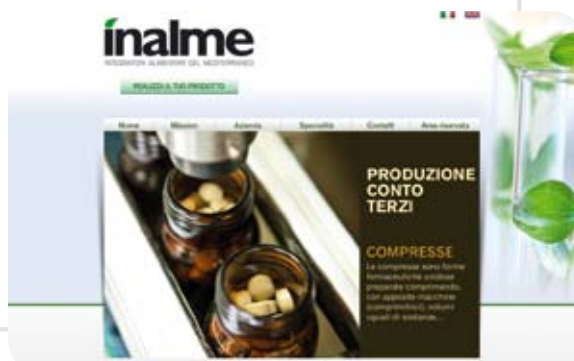 inalme
INTEGRATORI ALIMENTARI DEL MEDITERRANEO
REALIZZA IL TUO PRODOTTO
Home Mission Azienda Specialità Contatti Area riservata
PRODUZIONE
CONTO
TERZI
COMPRESSE
Le compresse sono forme
farmaceutiche unidose
preparate comprimendo,
con apposite macchine
(comprimitrici), volumi
uguali di sostanze...